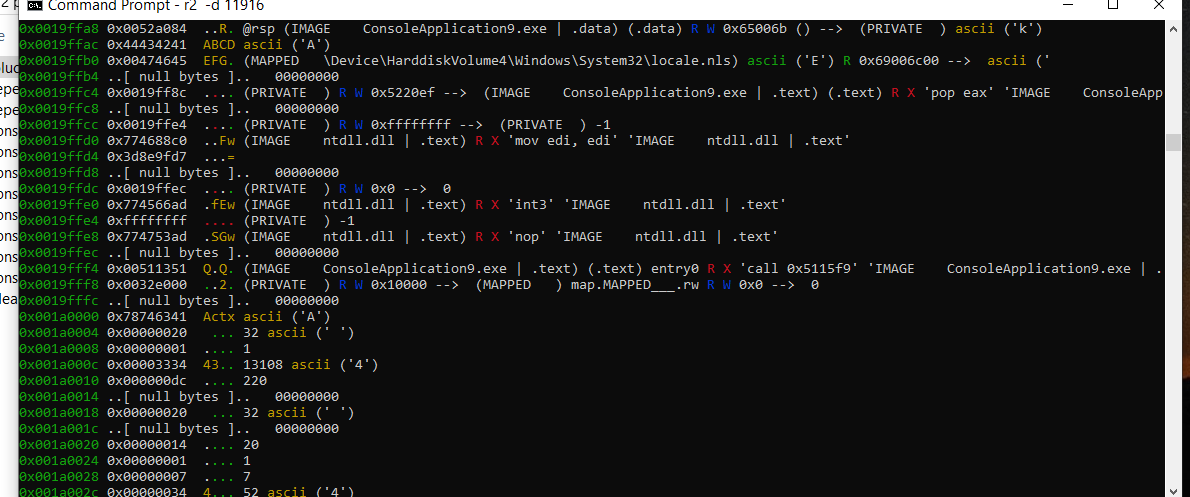 Command Prompt - r2 -d 11916
0x0019ffa8 0x0052a084 ..R. @rsp (IMAGE ConsoleApplication9.exe | .data) (.data) R W 0x65006b () --> (PRIVATE ) ascii ('k')
0x0019ffac 0x44434241 ABCD ascii ('A')
0x0019ffb0 0x00474645 EFG. (MAPPED \Device\HarddiskVolume4\Windows\System32\locale.nls) ascii ('E') R 0x69006c00 --> ascii ('
0x0019ffb4 ..[ null bytes ].. 00000000
0x0019ffc4 0x0019ff8c .... (PRIVATE ) R W 0x5220ef --> (IMAGE ConsoleApplication9.exe | .text) (.text) R X 'pop eax' 'IMAGE ConsoleApp
0x0019ffc8 ..[ null bytes ].. 00000000
0x0019ffcc 0x0019ffe4 .... (PRIVATE ) R W 0xffffffff --> (PRIVATE ) -1
0x0019ffd0 0x774688c0 ..Fw (IMAGE ntdll.dll | .text) R X 'mov edi, edi' 'IMAGE ntdll.dll | .text'
0x0019ffd4 0x3d8e9fd7 ...=
0x0019ffd8 ..[ null bytes ].. 00000000
0x0019ffdc 0x0019ffec .... (PRIVATE ) R W 0x0 --> 0
0x0019ffe0 0x774566ad .fEw (IMAGE ntdll.dll | .text) R X 'int3' 'IMAGE ntdll.dll | .text'
0x0019ffe4 0xffffffff .... (PRIVATE ) -1
0x0019ffe8 0x774753ad .SGw (IMAGE ntdll.dll | .text) R X 'nop' 'IMAGE ntdll.dll | .text'
0x0019ffec ..[ null bytes ].. 00000000
0x0019fff4 0x00511351 Q.Q. (IMAGE ConsoleApplication9.exe | .text) (.text) entry0 R X 'call 0x5115f9' 'IMAGE ConsoleApplication9.exe | .
0x0019fff8 0x0032e000 ..2. (PRIVATE ) R W 0x10000 --> (MAPPED ) map.MAPPED___.rw R W 0x0 --> 0
0x0019fffc ..[ null bytes ].. 00000000
0x001a0000 0x78746341 Actx ascii ('A')
0x001a0004 0x00000020 ... 32 ascii (' ')
0x001a0008 0x00000001 .... 1
0x001a000c 0x00003334 43.. 13108 ascii ('4')
0x001a0010 0x000000dc .... 220
0x001a0014 ..[ null bytes ].. 00000000
0x001a0018 0x00000020 ... 32 ascii (' ')
0x001a001c ..[ null bytes ].. 00000000
0x001a0020 0x00000014 .... 20
0x001a0024 0x00000001 .... 1
0x001a0028 0x00000007 .... 7
0x001a002c 0x00000034 4... 52 ascii ('4')